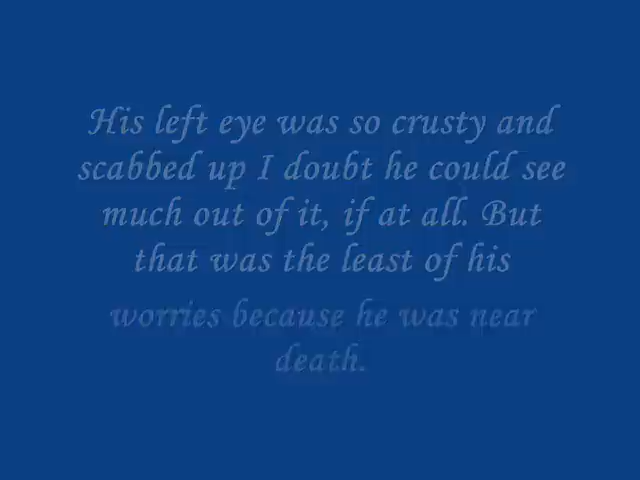 His left eye was so crusty and
scabbed up I doubt he could see
much out of it, if at all. But
that was the least of his
worries because he was near
death.